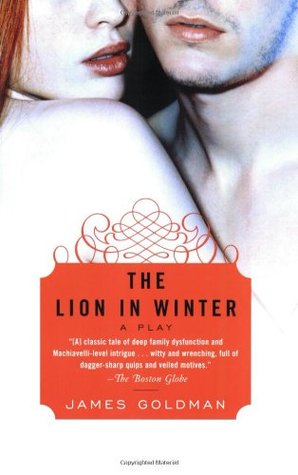 THE
LION IN WINTER
A PLAY
"[A] classic tale of deep family dysfunction and
Machiavelli-level intrigue . . . witty and wrenching, full of
dagger-sharp quips and veiled motives."
—The Boston Globe
JAMES GOLDMAN